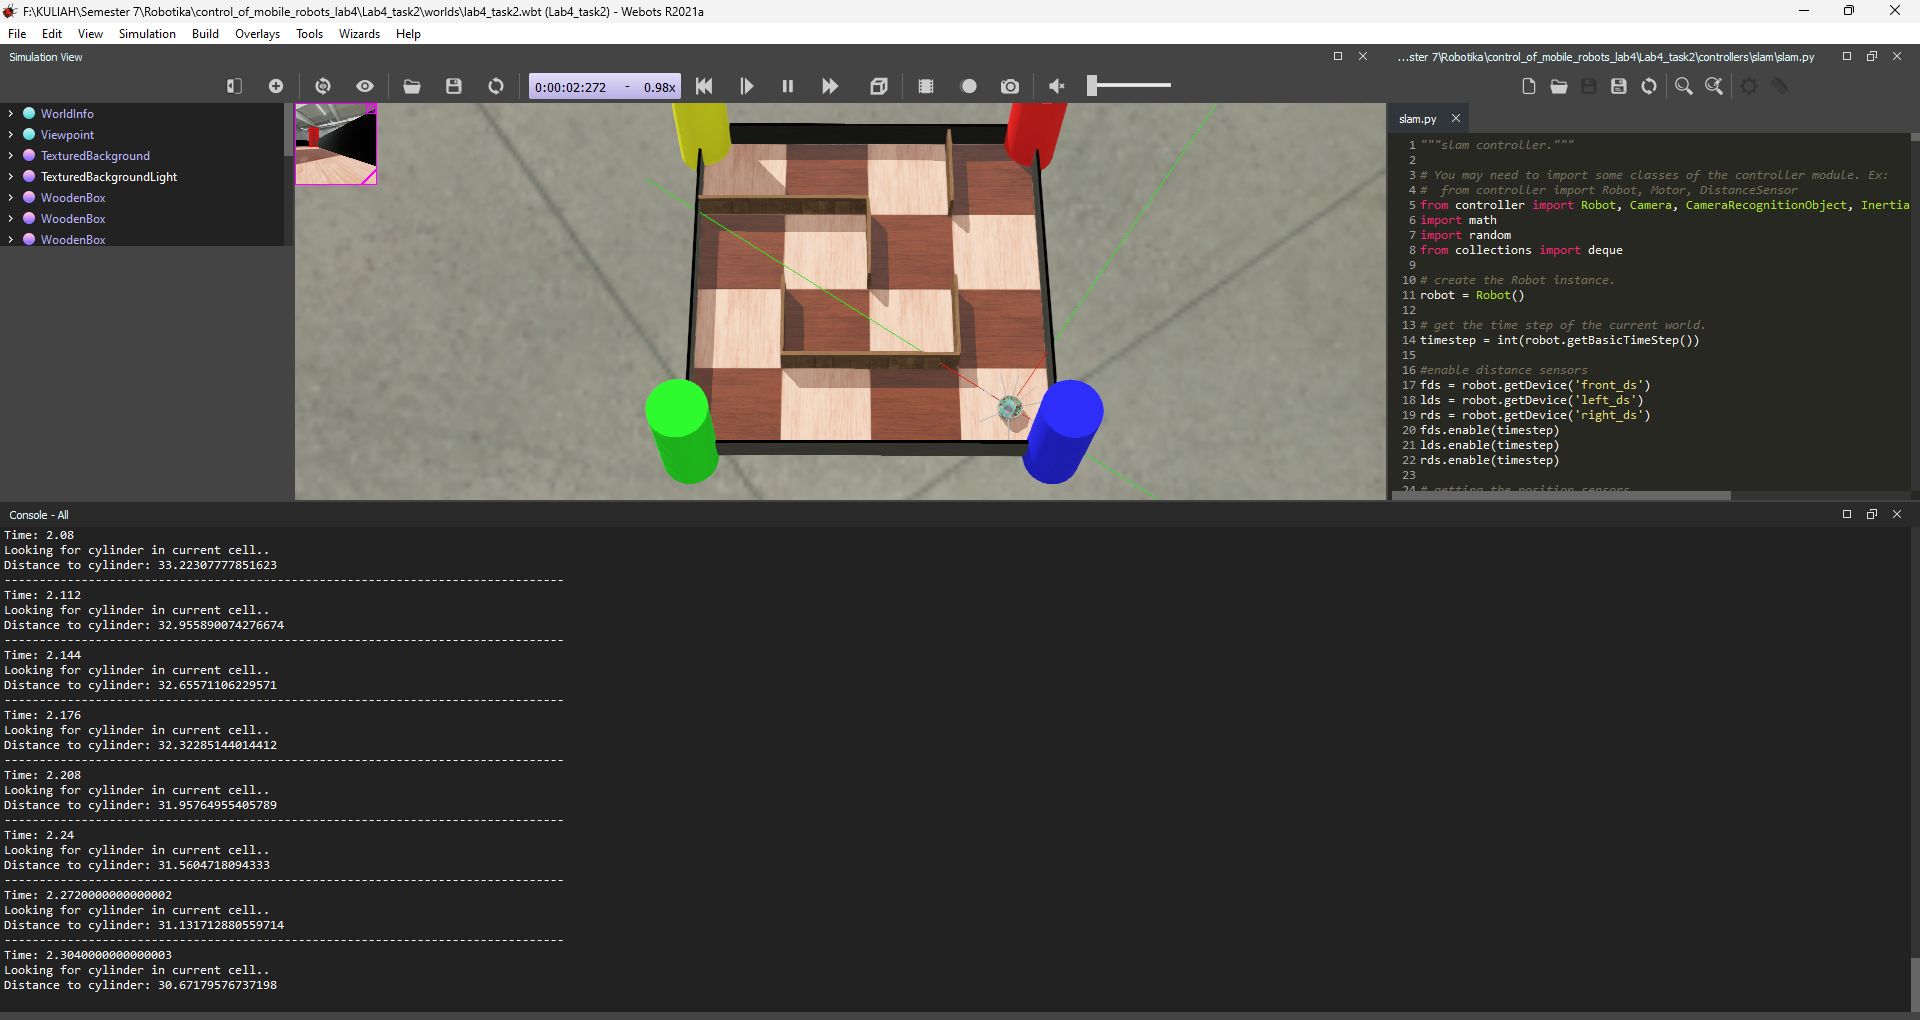 F:\KULIAH\Semester 7\Robotika\control_of_mobile_robots_lab4\Lab4_task2\worlds\lab4_task2.wbt (Lab4_task2) - Webots R2021a
File Edit View Simulation Build Overlays Tools Wizards Help
Simulation View
0:00:02:272 - 0.98x
WorldInfo
Viewpoint
TexturedBackground
TexturedBackgroundLight
WoodenBox
WoodenBox
WoodenBox
...ster 7\Robotika\control_of_mobile_robots_lab4\Lab4_task2\controllers\slam\slam.py
slam.py
1 """slam controller."""
2
3 # You may need to import some classes of the controller module. Ex:
4 #  from controller import Robot, Motor, DistanceSensor
5 from controller import Robot, Camera, CameraRecognitionObject, Inertia
6 import math
7 import random
8 from collections import deque
9
10 # create the Robot instance.
11 robot = Robot()
12
13 # get the time step of the current world.
14 timestep = int(robot.getBasicTimeStep())
15
16 #enable distance sensors
17 fds = robot.getDevice('front_ds')
18 lds = robot.getDevice('left_ds')
19 rds = robot.getDevice('right_ds')
20 fds.enable(timestep)
21 lds.enable(timestep)
22 rds.enable(timestep)
23
24 # getting the position sensors
Console - All
Time: 2.08
Looking for cylinder in current cell..
Distance to cylinder: 33.22307777851623
--------------------------------------------------------------------------------
Time: 2.112
Looking for cylinder in current cell..
Distance to cylinder: 32.955890074276674
--------------------------------------------------------------------------------
Time: 2.144
Looking for cylinder in current cell..
Distance to cylinder: 32.65571106229571
--------------------------------------------------------------------------------
Time: 2.176
Looking for cylinder in current cell..
Distance to cylinder: 32.32285144014412
--------------------------------------------------------------------------------
Time: 2.208
Looking for cylinder in current cell..
Distance to cylinder: 31.95764955405789
--------------------------------------------------------------------------------
Time: 2.24
Looking for cylinder in current cell..
Distance to cylinder: 31.5604718094333
--------------------------------------------------------------------------------
Time: 2.2720000000000002
Looking for cylinder in current cell..
Distance to cylinder: 31.131712880559714
--------------------------------------------------------------------------------
Time: 2.3040000000000003
Looking for cylinder in current cell..
Distance to cylinder: 30.67179576737198